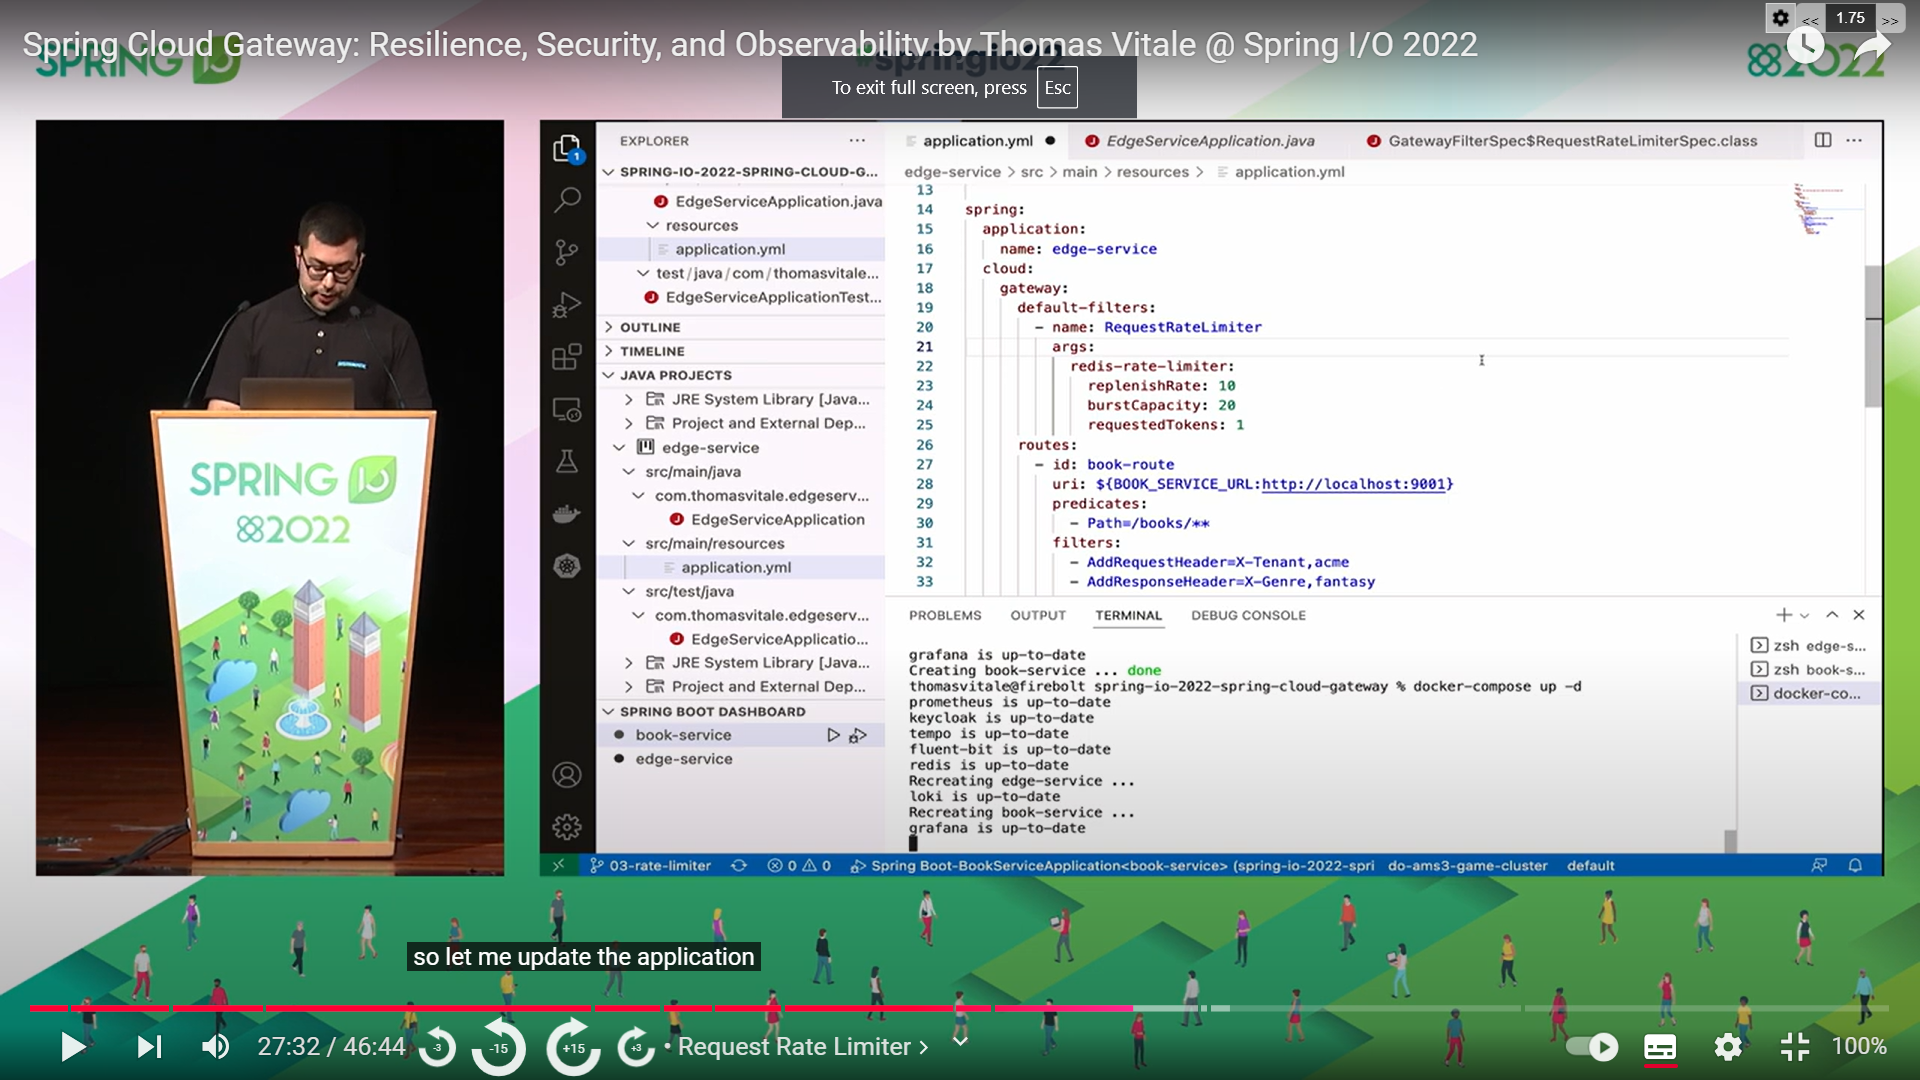 Spring Cloud Gateway: Resilience, Security, and Observability by Thomas Vitale @ Spring I/O 2022
<< 1.75 >>
SPRING IO
#springio22
2022
To exit full screen, press Esc
SPRING IO
2022
1
EXPLORER ...
SPRING-IO-2022-SPRING-CLOUD-G...
EdgeServiceApplication.java
resources
application.yml
test/java/com/thomasvitale...
EdgeServiceApplicationTest...
OUTLINE
TIMELINE
JAVA PROJECTS
JRE System Library [Java...
Project and External Dep...
edge-service
src/main/java
com.thomasvitale.edgeserv...
EdgeServiceApplication
src/main/resources
application.yml
src/test/java
com.thomasvitale.edgeserv...
EdgeServiceApplicatio...
JRE System Library [Java...
Project and External Dep...
SPRING BOOT DASHBOARD
book-service
edge-service
application.yml EdgeServiceApplication.java GatewayFilterSpec$RequestRateLimiterSpec.class ...
edge-service > src > main > resources > application.yml
13
14 spring:
15 application:
16 name: edge-service
17 cloud:
18 gateway:
19 default-filters:
20 - name: RequestRateLimiter
21 args:
22 redis-rate-limiter:
23 replenishRate: 10
24 burstCapacity: 20
25 requestedTokens: 1
26 routes:
27 - id: book-route
28 uri: ${BOOK_SERVICE_URL:http://localhost:9001}
29 predicates:
30 - Path=/books/**
31 filters:
32 - AddRequestHeader=X-Tenant,acme
33 - AddResponseHeader=X-Genre,fantasy
PROBLEMS OUTPUT TERMINAL DEBUG CONSOLE
grafana is up-to-date
Creating book-service ... done
thomasvitale@firebolt spring-io-2022-spring-cloud-gateway % docker-compose up -d
prometheus is up-to-date
keycloak is up-to-date
tempo is up-to-date
fluent-bit is up-to-date
redis is up-to-date
Recreating edge-service ...
loki is up-to-date
Recreating book-service ...
grafana is up-to-date
zsh edge-s...
zsh book-s...
docker-co...
03-rate-limiter 0 0 Spring Boot-BookServiceApplication<book-service> (spring-io-2022-spri do-ams3-game-cluster default
so let me update the application
27:32 / 46:44 -3 -15 +15 +3 • Request Rate Limiter > 100%